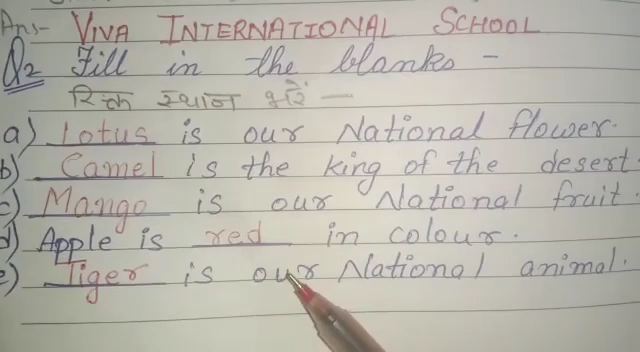 Ans- VIVA INTERNATIONAL SCHOOL
Q2 Fill in the blanks -
रिक्त स्थान भरें —
a) Lotus is our National flower.
b) Camel is the king of the desert.
c) Mango is our National fruit.
d) Apple is red in colour.
e) Tiger is our National animal.